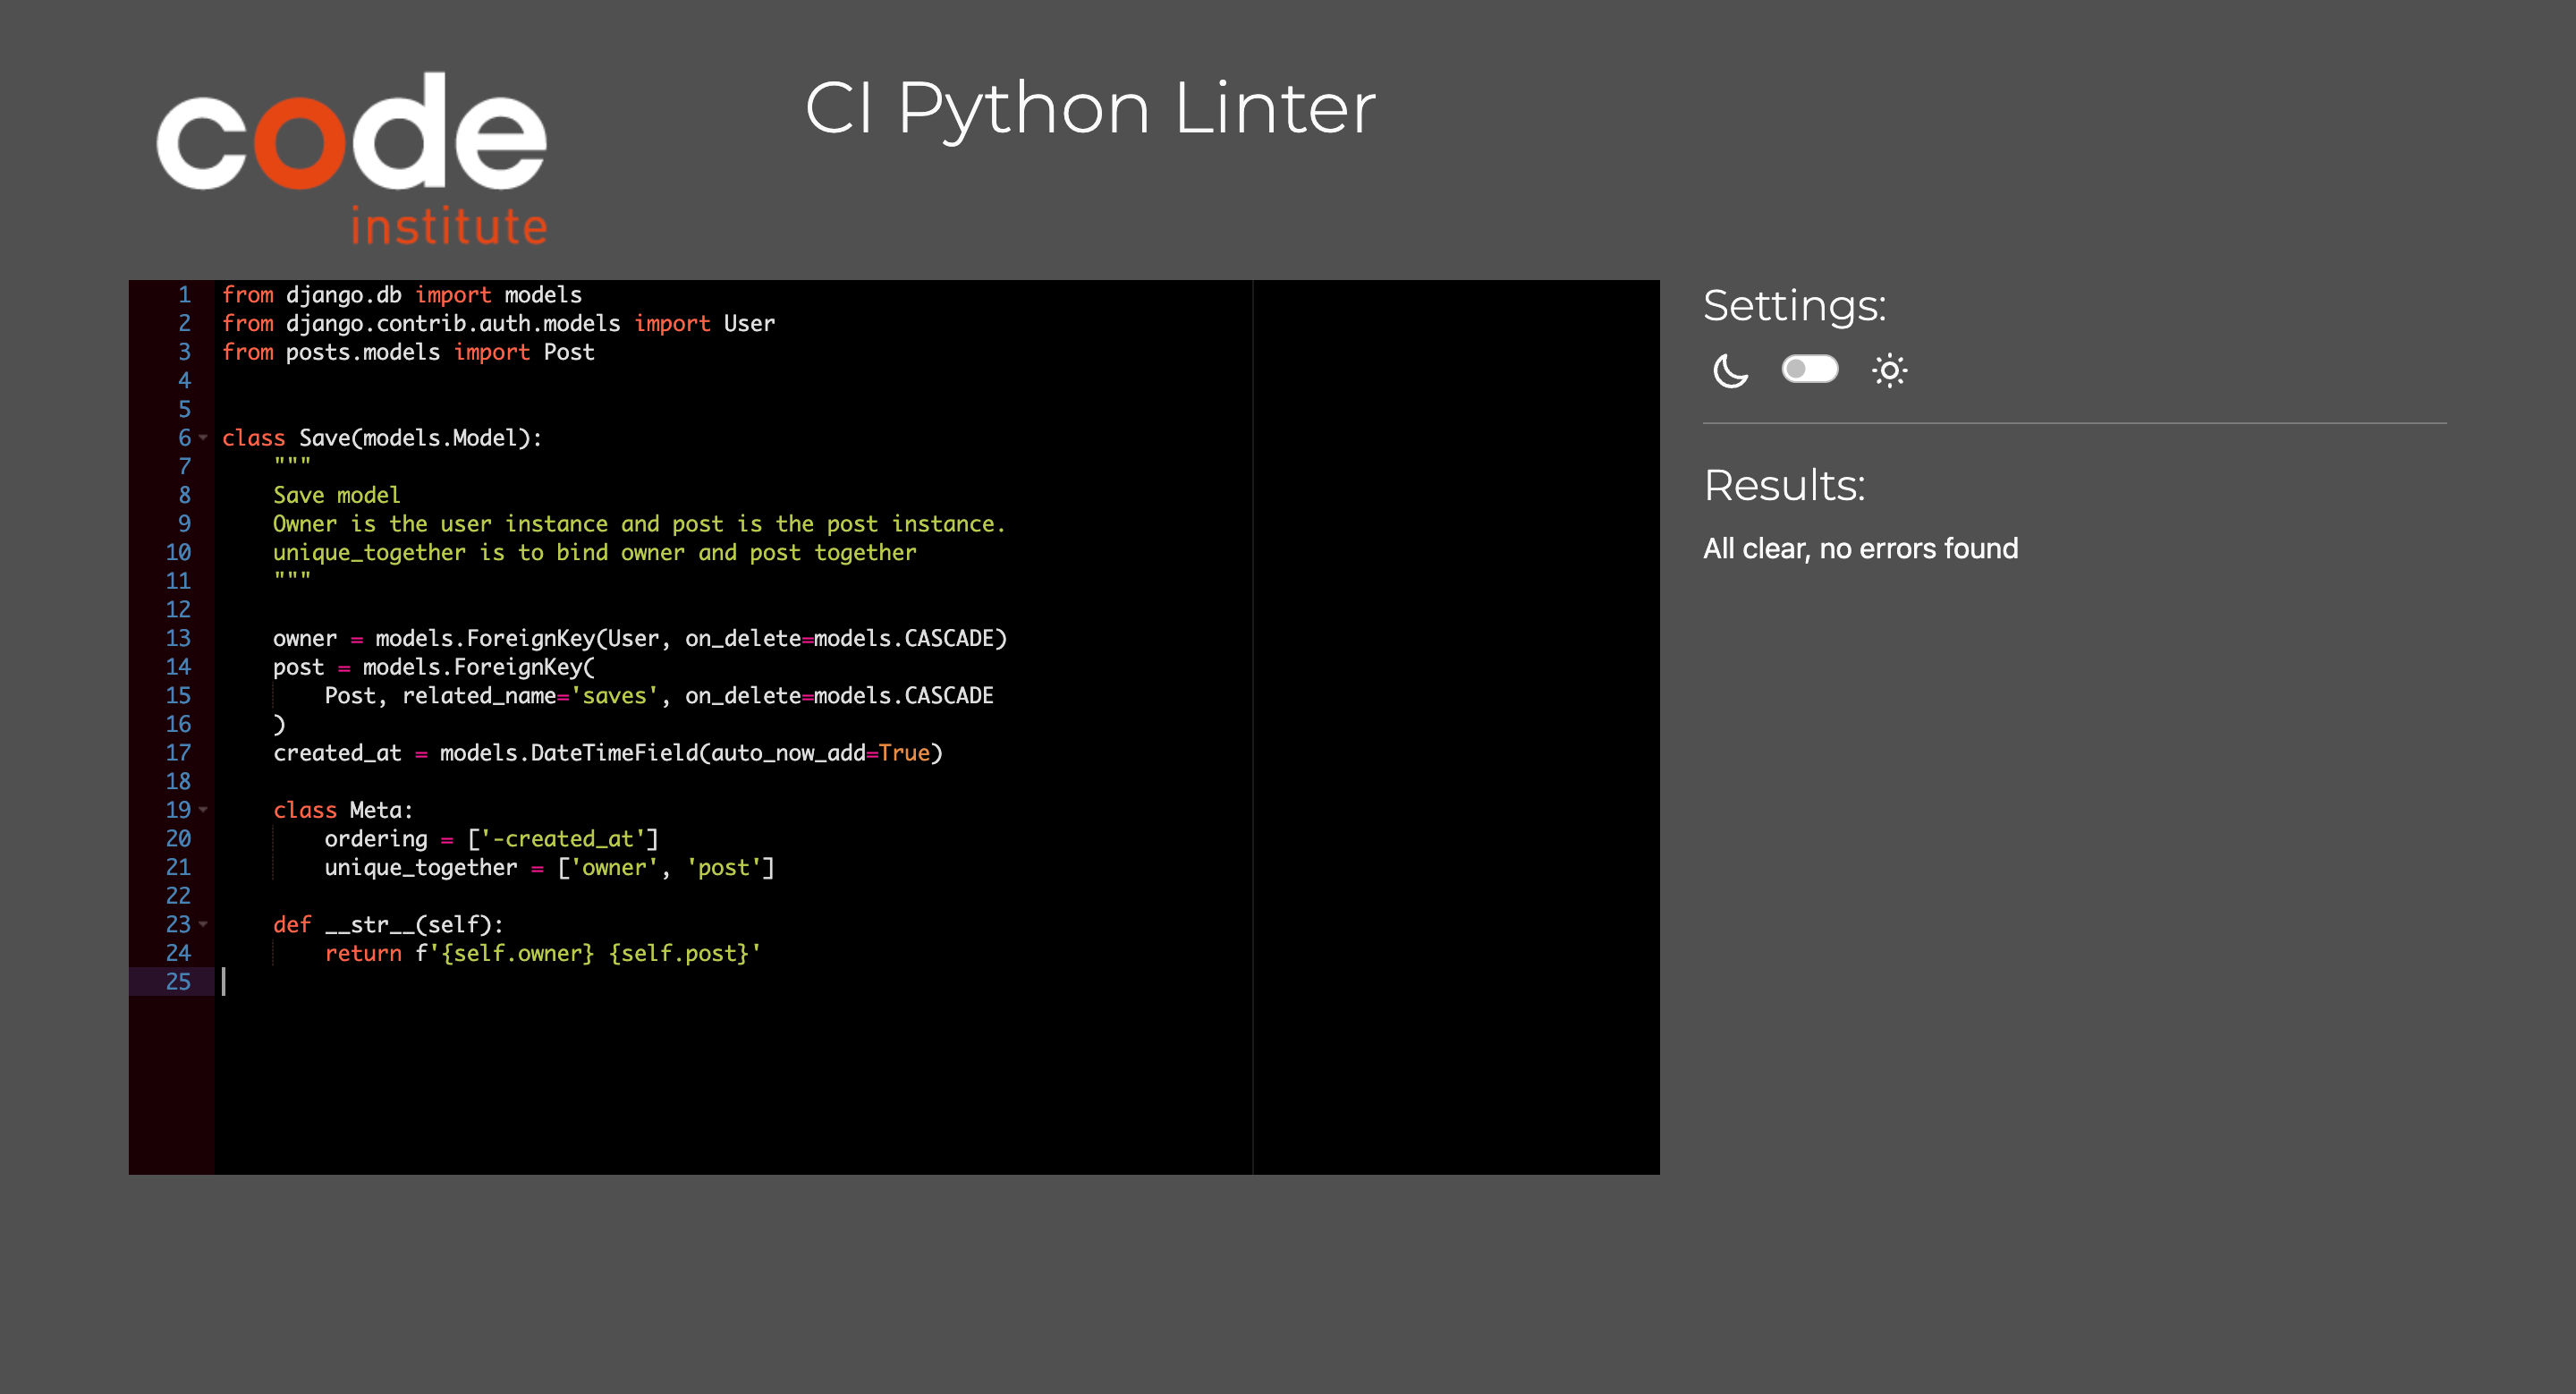 code
institute
CI Python Linter
1 from django.db import models
2 from django.contrib.auth.models import User
3 from posts.models import Post
4
5
6 class Save(models.Model):
7     """
8     Save model
9     Owner is the user instance and post is the post instance.
10     unique_together is to bind owner and post together
11     """
12
13     owner = models.ForeignKey(User, on_delete=models.CASCADE)
14     post = models.ForeignKey(
15         Post, related_name='saves', on_delete=models.CASCADE
16     )
17     created_at = models.DateTimeField(auto_now_add=True)
18
19     class Meta:
20         ordering = ['-created_at']
21         unique_together = ['owner', 'post']
22
23     def __str__(self):
24         return f'{self.owner} {self.post}'
25
Settings:
Results:
All clear, no errors found